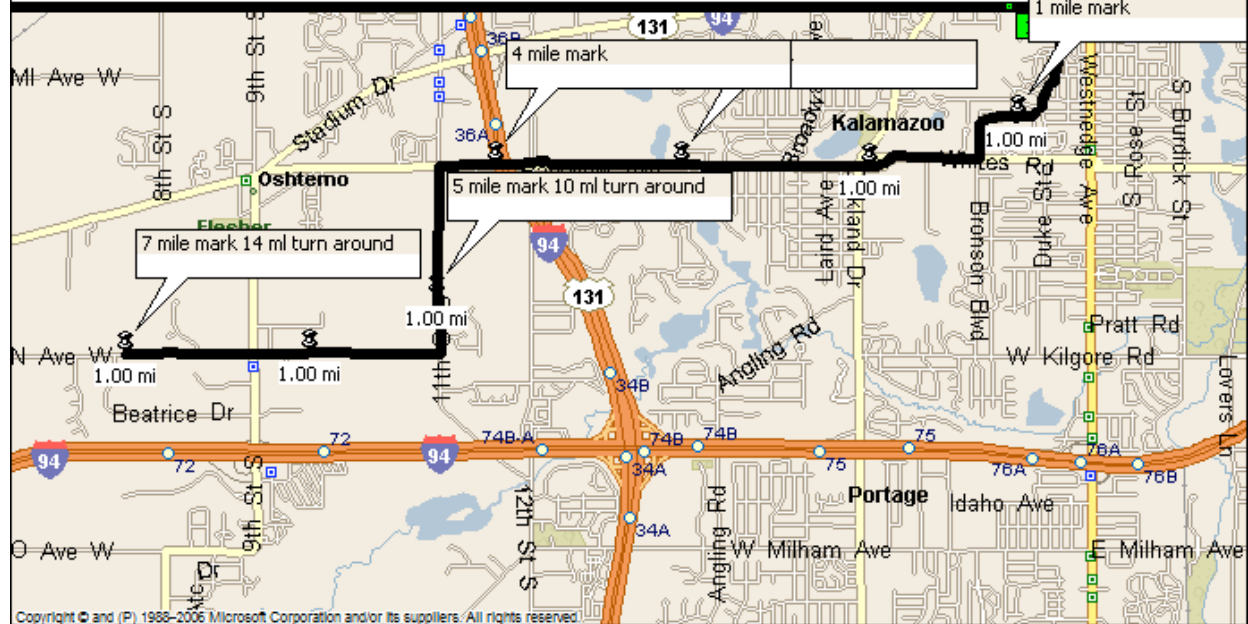 1 mile mark
94
131
36B
MI Ave W
9th St S
4 mile mark
8th St S
Stadium Dr
36A
Kalamazoo
1.00 mi
Whites Rd
Westnedge Ave
S Rose St
S Burdick St
Oshtemo
5 mile mark 10 ml turn around
1.00 mi
Laird Ave
Bronson Blvd
Duke St
Flesher
7 mile mark 14 ml turn around
94
131
1.00 mi
11th
N Ave W
1.00 mi
1.00 mi
Angling Rd
Pratt Rd
W Kilgore Rd
Lovers Ln
34B
Beatrice Dr
94
72
72
94
74B-A
74B
74B
34A
75
75
76A
76A
76B
9th St S
12th St S
34A
Angling Rd
Portage
Idaho Ave
O Ave W
Dr
W Milham Ave
E Milham Ave
Copyright © and (P) 1988–2006 Microsoft Corporation and/or its suppliers. All rights reserved.